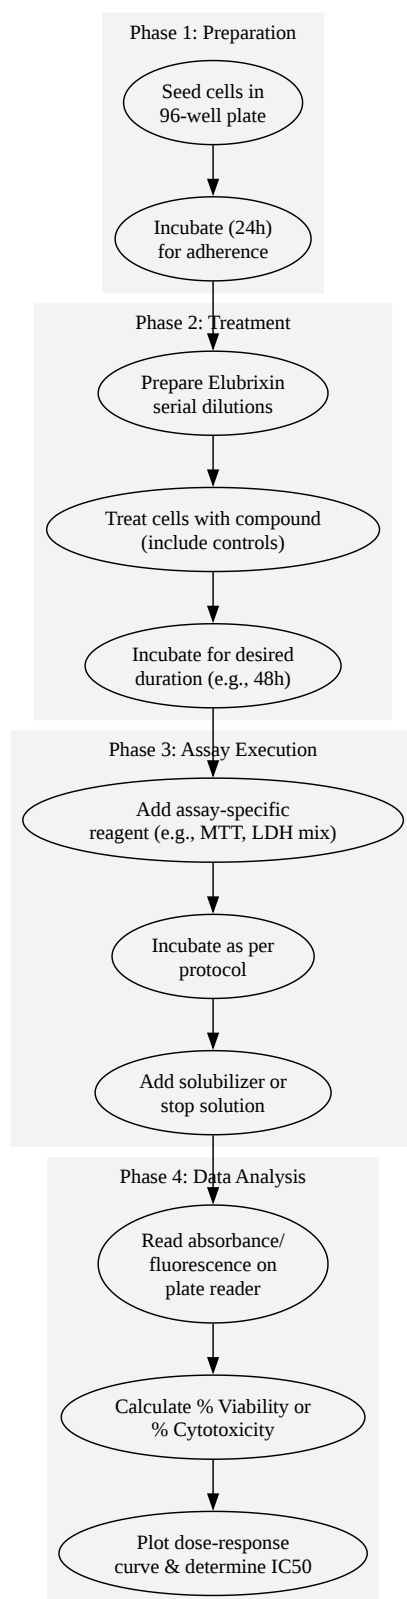 Phase 1: Preparation
Seed cells in
96-well plate
Incubate (24h)
for adherence
Phase 2: Treatment
Prepare Elubrixin
serial dilutions
Treat cells with compound
(include controls)
Incubate for desired
duration (e.g., 48h)
Phase 3: Assay Execution
Add assay-specific
reagent (e.g., MTT, LDH mix)
Incubate as per
protocol
Add solubilizer or
stop solution
Phase 4: Data Analysis
Read absorbance/
fluorescence on
plate reader
Calculate % Viability or
% Cytotoxicity
Plot dose-response
curve & determine IC50